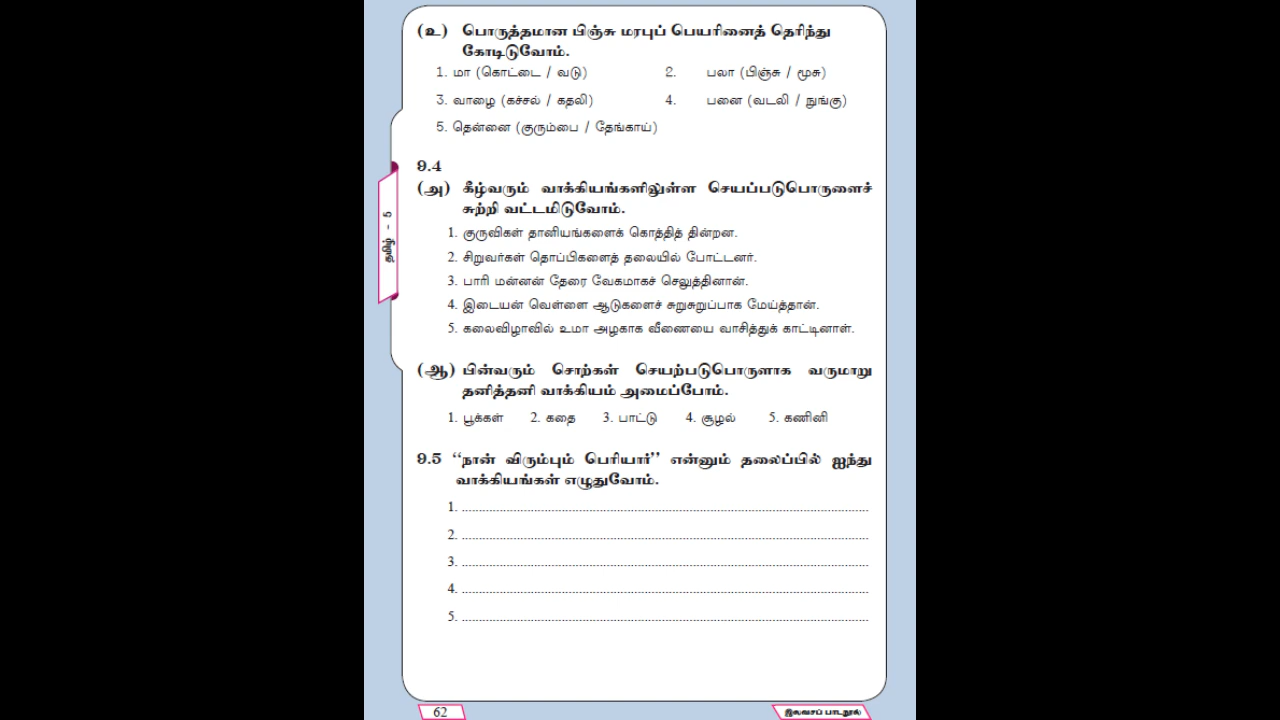 (உ) பொருத்தமான பிஞ்சு மரபுப் பெயரினைத் தெரிந்து
கோடிடுவோம்.
1. மா (கொட்டை / வடு) 2. பலா (பிஞ்சு / மூசு)
3. வாழை (கச்சல் / கதலி) 4. பனை (வடலி / நுங்கு)
5. தென்னை (குரும்பை / தேங்காய்)
9.4
(அ) கீழ்வரும் வாக்கியங்களிலுள்ள செயப்படுபொருளைச்
சுற்றி வட்டமிடுவோம்.
1. குருவிகள் தானியங்களைக் கொத்தித் தின்றன.
2. சிறுவர்கள் தொப்பிகளைத் தலையில் போட்டனர்.
3. பாரி மன்னன் தேரை வேகமாகச் செலுத்தினான்.
4. இடையன் வெள்ளை ஆடுகளைச் சுறுசுறுப்பாக மேய்த்தான்.
5. கலைவிழாவில் உமா அழகாக வீணையை வாசித்துக் காட்டினாள்.
(ஆ) பின்வரும் சொற்கள் செயற்படுபொருளாக வருமாறு
தனித்தனி வாக்கியம் அமைப்போம்.
1. பூக்கள் 2. கதை 3. பாட்டு 4. சூழல் 5. கணினி
9.5 “நான் விரும்பும் பெரியார்” என்னும் தலைப்பில் ஐந்து
வாக்கியங்கள் எழுதுவோம்.
1. ..........
2. ..........
3. ..........
4. ..........
5. ..........
தமிழ் - 5
62
இலவசப் பாடநூல்